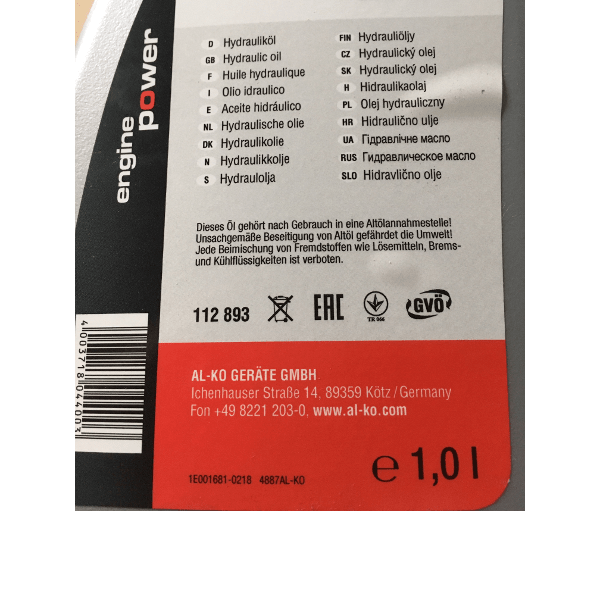 engine
power
D Hydrauliköl
GB Hydraulic oil
F Huile hydraulique
I Olio idraulico
E Aceite hidráulico
NL Hydraulische olie
DK Hydraulikolie
N Hydraulikkolje
S Hydraulolja
FIN Hydrauliöljy
CZ Hydraulický olej
SK Hydraulický olej
H Hidraulikaolaj
PL Olej hydrauliczny
HR Hidraulično ulje
UA Гідравлічне масло
RUS Гидравлическое масло
SLO Hidravlično olje
Dieses Öl gehört nach Gebrauch in eine Altölannahmestelle!
Unsachgemäße Beseitigung von Altöl gefährdet die Umwelt!
Jede Beimischung von Fremdstoffen wie Lösemitteln, Brems-
und Kühlflüssigkeiten ist verboten.
112 893 EAC TR 066 GVÖ
4003718044003
AL-KO GERÄTE GMBH
Ichenhauser Straße 14, 89359 Kötz / Germany
Fon +49 8221 203-0, www.al-ko.com
1E001681-0218 4887AL-KO
e 1,0 l